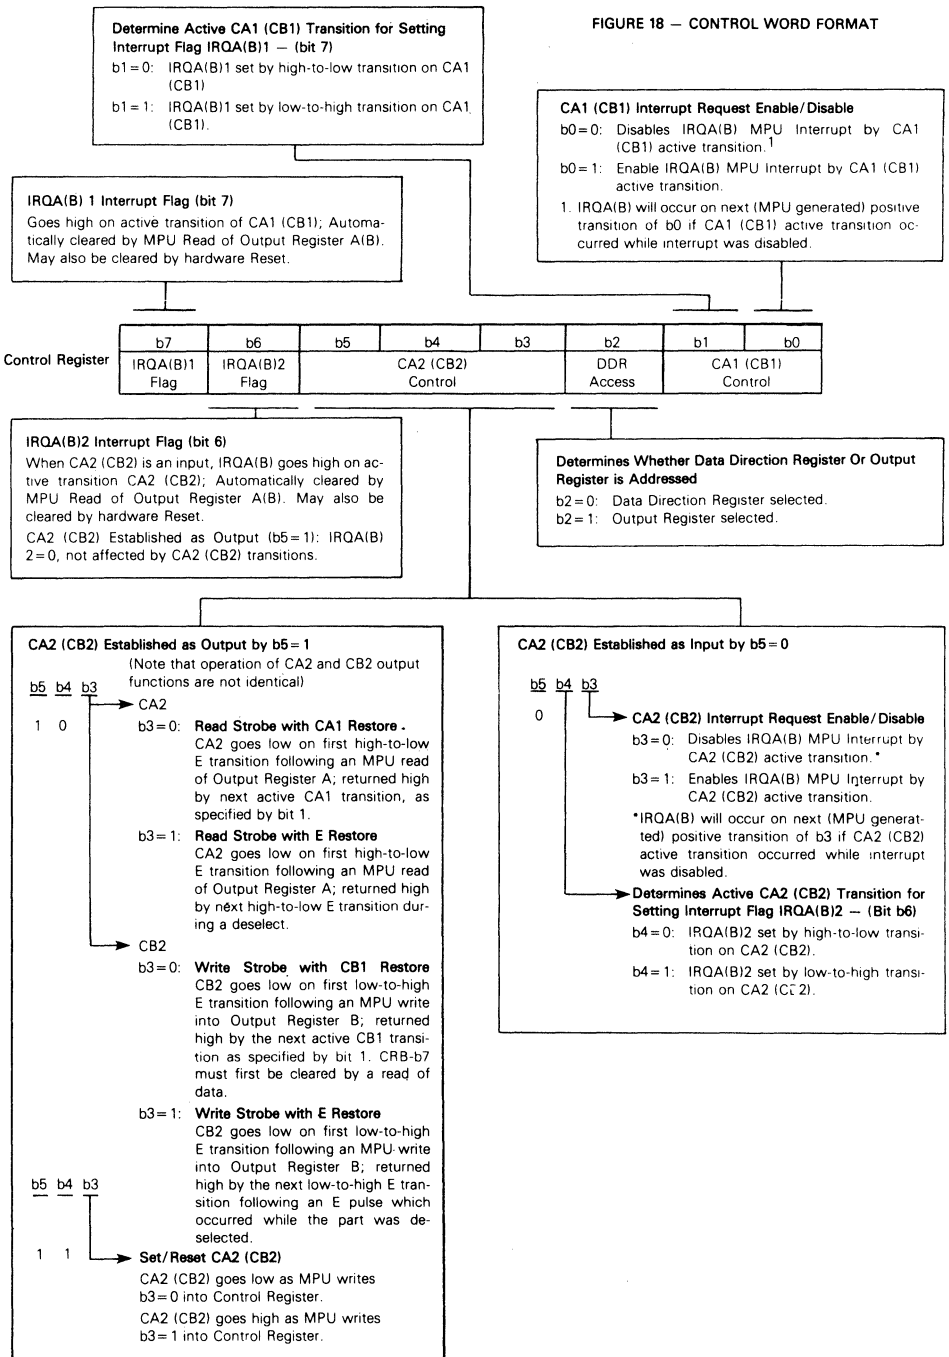 FIGURE 18 — CONTROL WORD FORMAT
Determine Active CA1 (CB1) Transition for Setting
Interrupt Flag IRQA(B)1 — (bit 7)
b1 = 0: IRQA(B)1 set by high-to-low transition on CA1
(CB1)
b1 = 1: IRQA(B)1 set by low-to-high transition on CA1
(CB1).
CA1 (CB1) Interrupt Request Enable/Disable
b0 = 0: Disables IRQA(B) MPU Interrupt by CA1
(CB1) active transition.1
b0 = 1: Enable IRQA(B) MPU Interrupt by CA1 (CB1)
active transition.
1. IRQA(B) will occur on next (MPU generated) positive
transition of b0 if CA1 (CB1) active transition oc-
curred while interrupt was disabled.
IRQA(B) 1 Interrupt Flag (bit 7)
Goes high on active transition of CA1 (CB1); Automa-
tically cleared by MPU Read of Output Register A(B).
May also be cleared by hardware Reset.
Control Register
b7 b6 b5 b4 b3 b2 b1 b0
IRQA(B)1 IRQA(B)2 CA2 (CB2) DDR CA1 (CB1)
Flag Flag Control Access Control
IRQA(B)2 Interrupt Flag (bit 6)
When CA2 (CB2) is an input, IRQA(B) goes high on ac-
tive transition CA2 (CB2); Automatically cleared by
MPU Read of Output Register A(B). May also be
cleared by hardware Reset.
CA2 (CB2) Established as Output (b5 = 1): IRQA(B)
2 = 0, not affected by CA2 (CB2) transitions.
Determines Whether Data Direction Register Or Output
Register is Addressed
b2 = 0: Data Direction Register selected.
b2 = 1: Output Register selected.
CA2 (CB2) Established as Output by b5 = 1
(Note that operation of CA2 and CB2 output
functions are not identical)
b5 b4 b3
CA2
1 0
b3 = 0: Read Strobe with CA1 Restore
CA2 goes low on first high-to-low
E transition following an MPU read
of Output Register A; returned high
by next active CA1 transition, as
specified by bit 1.
b3 = 1: Read Strobe with E Restore
CA2 goes low on first high-to-low
E transition following an MPU read
of Output Register A; returned high
by next high-to-low E transition dur-
ing a deselect.
CB2
b3 = 0: Write Strobe with CB1 Restore
CB2 goes low on first low-to-high
E transition following an MPU write
into Output Register B; returned
high by the next active CB1 transi-
tion as specified by bit 1. CRB-b7
must first be cleared by a read of
data.
b3 = 1: Write Strobe with E Restore
CB2 goes low on first low-to-high
E transition following an MPU write
into Output Register B; returned
high by the next low-to-high E tran-
sition following an E pulse which
occurred while the part was de-
selected.
b5 b4 b3
1 1 Set/Reset CA2 (CB2)
CA2 (CB2) goes low as MPU writes
b3 = 0 into Control Register.
CA2 (CB2) goes high as MPU writes
b3 = 1 into Control Register.
CA2 (CB2) Established as Input by b5 = 0
b5 b4 b3
0
CA2 (CB2) Interrupt Request Enable/Disable
b3 = 0: Disables IRQA(B) MPU Interrupt by
CA2 (CB2) active transition.*
b3 = 1: Enables IRQA(B) MPU Interrupt by
CA2 (CB2) active transition.
*IRQA(B) will occur on next (MPU genera-
ted) positive transition of b3 if CA2 (CB2)
active transition occurred while interrupt
was disabled.
Determines Active CA2 (CB2) Transition for
Setting Interrupt Flag IRQA(B)2 — (Bit b6)
b4 = 0: IRQA(B)2 set by high-to-low transi-
tion on CA2 (CB2).
b4 = 1: IRQA(B)2 set by low-to-high transi-
tion on CA2 (CB2).